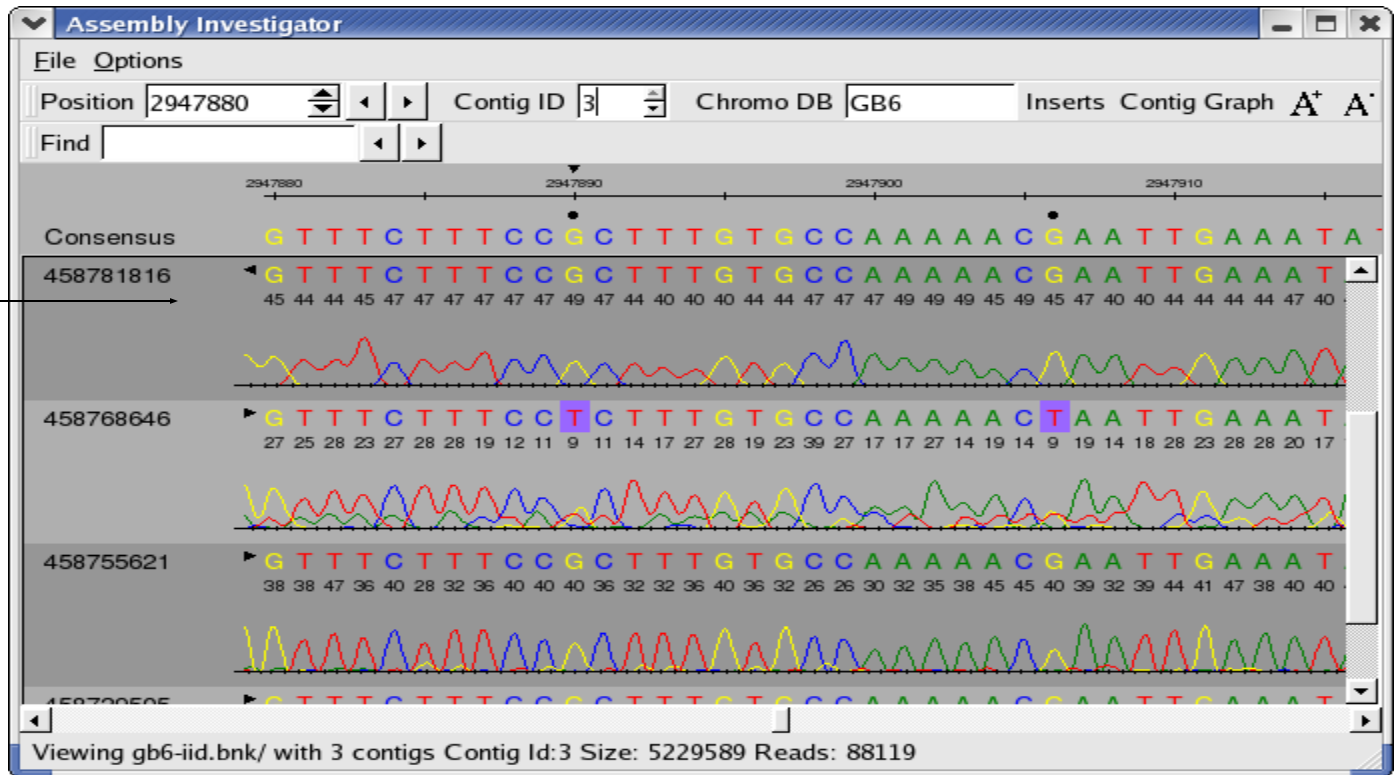 Assembly Investigator
File Options
Position 2947880 Contig ID 3 Chromo DB GB6 Inserts Contig Graph A+ A-
Find
2947880 2947890 2947900 2947910
Consensus G T T T C T T T C C G C T T T G T G C C A A A A A C G A A T T G A A A T A
458781816 G T T T C T T T C C G C T T T G T G C C A A A A A C G A A T T G A A A T
45 44 44 45 47 47 47 47 47 47 49 47 44 40 40 40 44 44 47 47 47 49 49 49 45 49 45 47 40 40 44 44 44 44 47 40
458768646 G T T T C T T T C C T C T T T G T G C C A A A A A C T A A T T G A A A T
27 25 28 23 27 28 28 19 12 11 9 11 14 17 27 28 19 23 39 27 17 17 27 14 19 14 9 19 14 18 28 23 28 28 20 17
458755621 G T T T C T T T C C G C T T T G T G C C A A A A A C G A A T T G A A A T
38 38 47 36 40 28 32 36 40 40 40 36 32 32 36 40 36 32 26 26 30 32 35 38 45 45 40 39 32 39 44 41 47 38 40 40
G T T T C T T T C C G C T T T G T G C C A A A A A C G A A T T G A A A T
Viewing gb6-iid.bnk/ with 3 contigs Contig Id:3 Size: 5229589 Reads: 88119